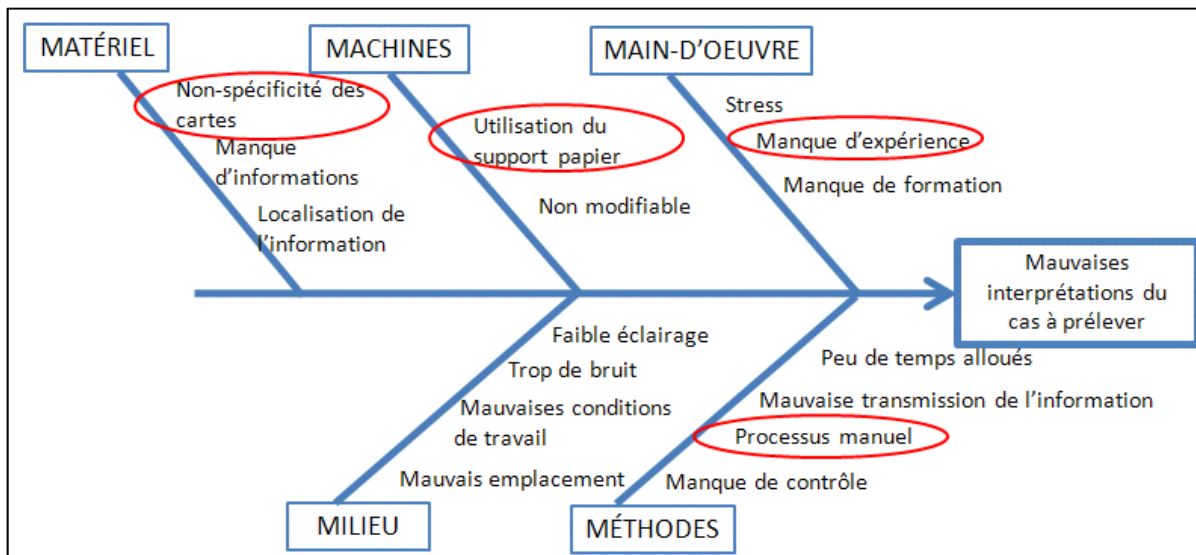 MATÉRIEL
MACHINES
MAIN-D'OEUVRE
Non-spécificité des
cartes
Manque
d'informations
Localisation de
l'information
Utilisation du
support papier
Non modifiable
Stress
Manque d'expérience
Manque de formation
Mauvaises
interprétations du
cas à prélever
Faible éclairage
Trop de bruit
Mauvaises conditions
de travail
Mauvais emplacement
Peu de temps alloués
Mauvaise transmission de l'information
Processus manuel
Manque de contrôle
MILIEU
MÉTHODES